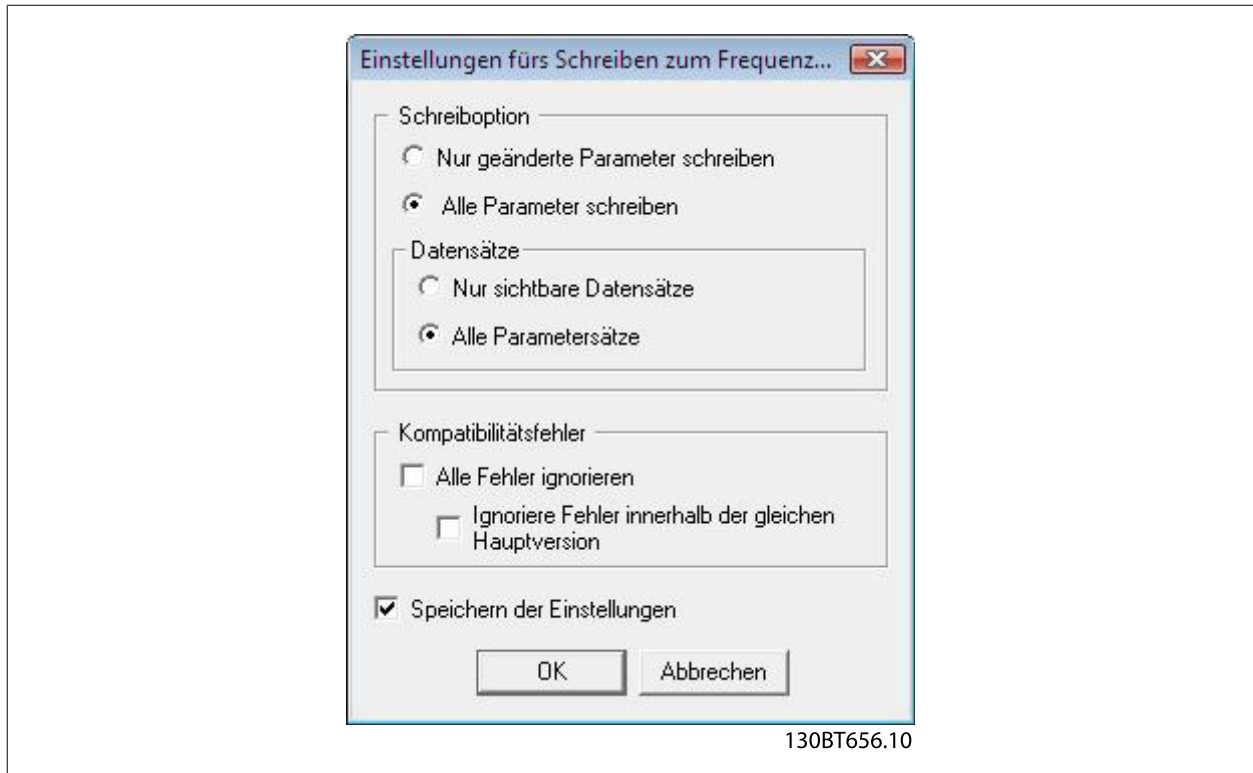 Einstellungen fürs Schreiben zum Frequenz...
Schreiboption
Nur geänderte Parameter schreiben
Alle Parameter schreiben
Datensätze
Nur sichtbare Datensätze
Alle Parametersätze
Kompatibilitätsfehler
Alle Fehler ignorieren
Ignoriere Fehler innerhalb der gleichen
Hauptversion
Speichern der Einstellungen
OK
Abbrechen
130BT656.10